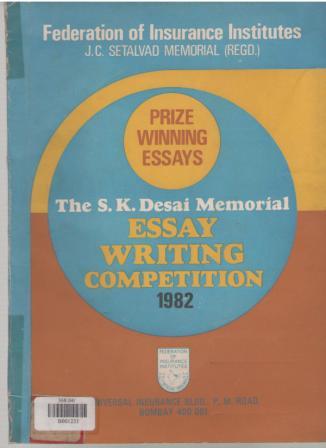 Federation of Insurance Institutes
J.C. SETALVAD MEMORIAL (REGD.)
PRIZE
WINNING
ESSAYS
The S.K. Desai Memorial
ESSAY
WRITING
COMPETITION
1982
FEDERATION
OF
INSURANCE
INSTITUTES
INSURANCE BLDG., P. M. ROAD,
BOMBAY 400 001